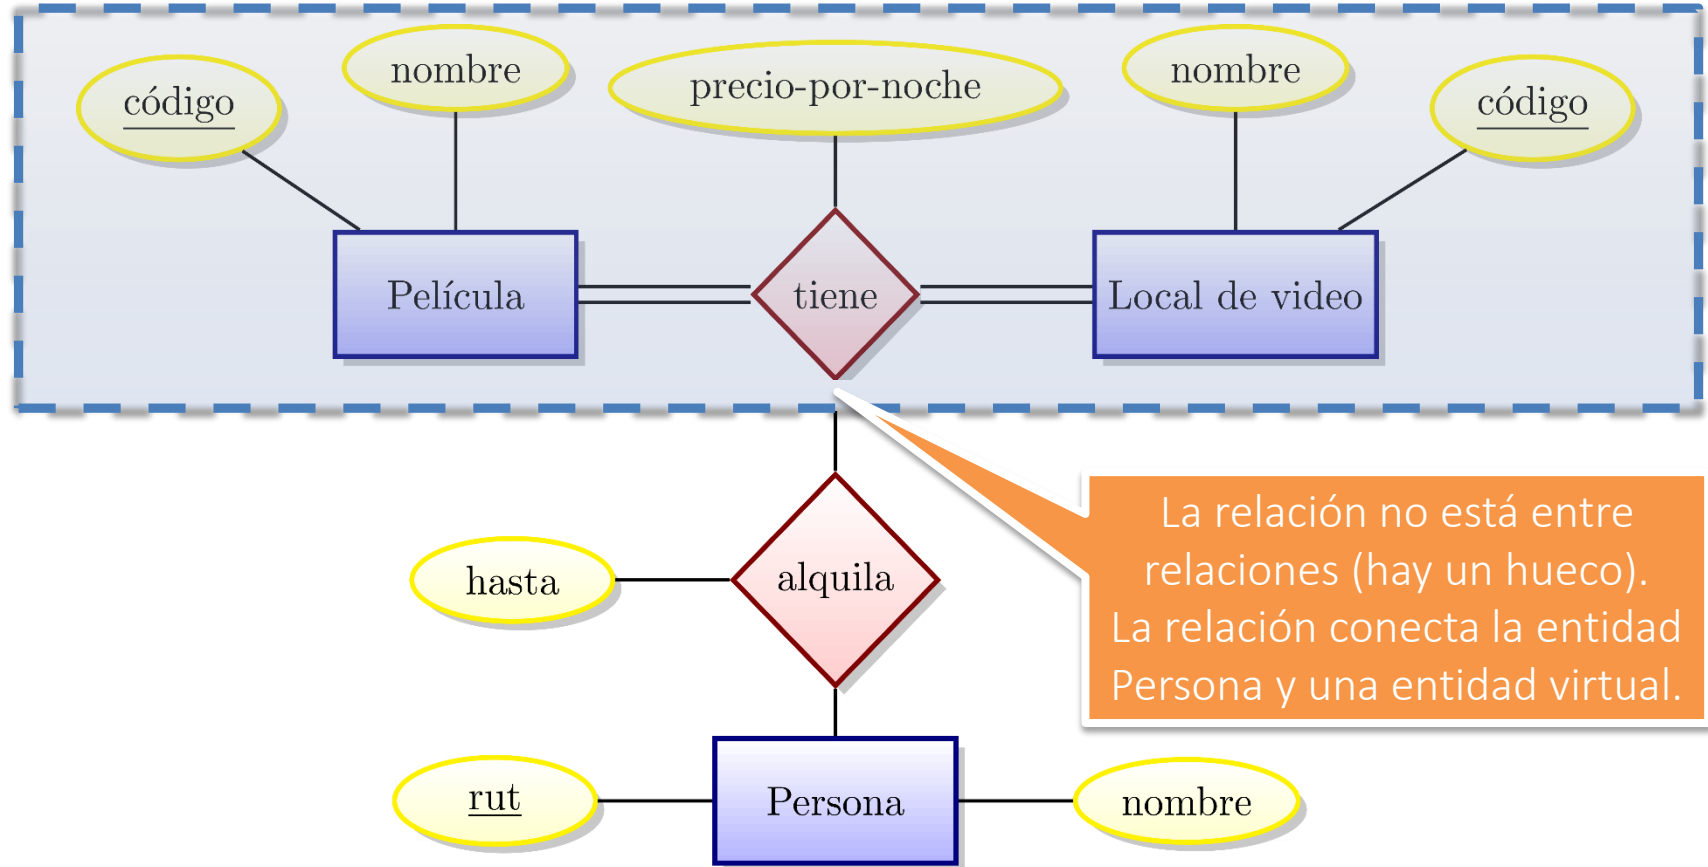 código
nombre
precio-por-noche
nombre
código
Película
tiene
Local de video
hasta
alquila
La relación no está entre
relaciones (hay un hueco).
La relación conecta la entidad
Persona y una entidad virtual.
rut
Persona
nombre